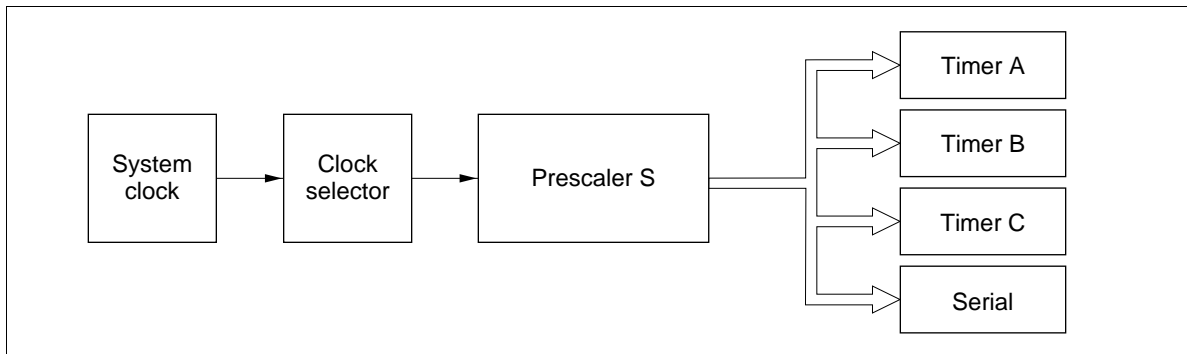 System
clock
Clock
selector
Prescaler S
Timer A
Timer B
Timer C
Serial